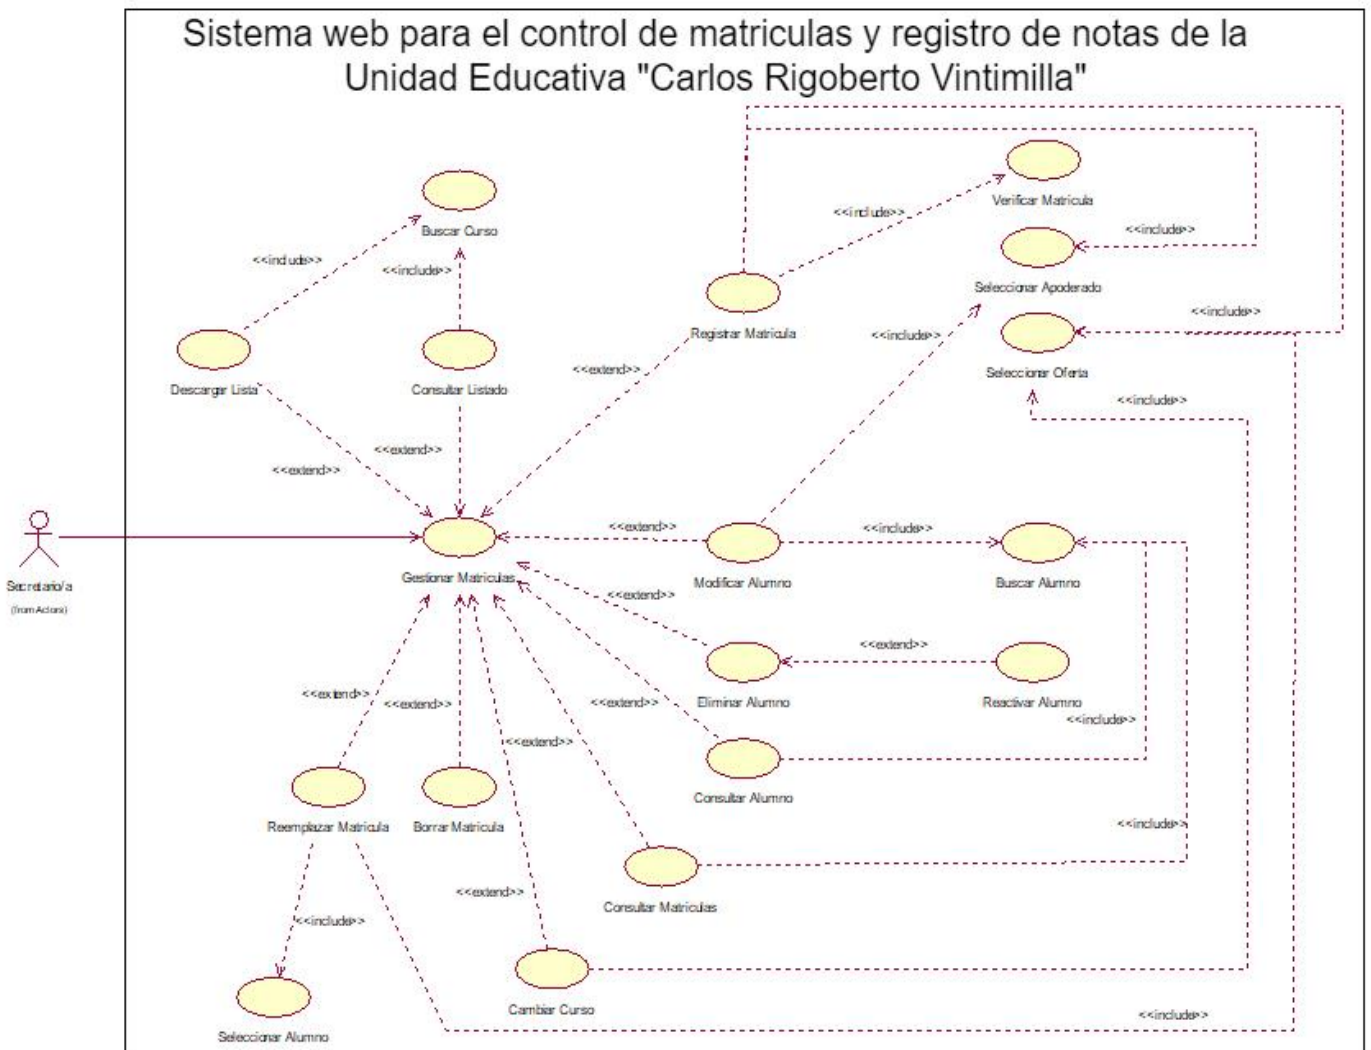 Sistema web para el control de matriculas y registro de notas de la
Unidad Educativa "Carlos Rigoberto Vintimilla"
Verificar Matricula
<<include>>
Buscar Curso
<<include>>
<<include>>
<<include>>
Seleccionar Apoderado
<<include>>
<<include>>
Registrar Matricula
<<include>>
<<extend>>
Seleccionar Oferta
Descargar Lista
Consultar Listado
<<include>>
<<extend>>
<<extend>>
<<extend>>
<<include>>
Gestionar Matriculas
Modificar Alumno
Buscar Alumno
Secretario/a
(from Actors)
<<extend>>
<<extend>>
<<extend>>
<<extend>>
<<extend>>
Eliminar Alumno
Reactivar Alumno
<<include>>
<<extend>>
Consultar Alumno
Reemplazar Matricula
Borrar Matricula
<<include>>
<<extend>>
Consultar Matriculas
<<include>>
Cambiar Curso
<<include>>
Seleccionar Alumno